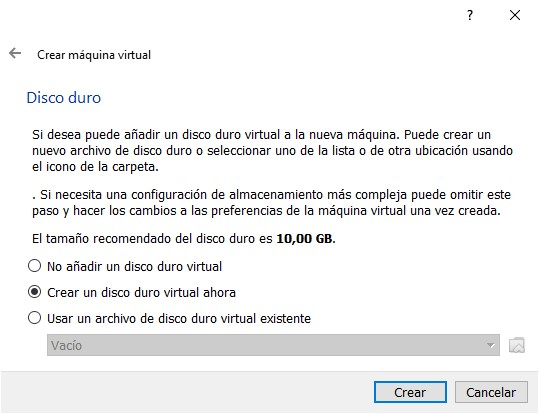 ?
Crear máquina virtual
Disco duro
Si desea puede añadir un disco duro virtual a la nueva máquina. Puede crear un
nuevo archivo de disco duro o seleccionar uno de la lista o de otra ubicación usando
el icono de la carpeta.
. Si necesita una configuración de almacenamiento más compleja puede omitir este
paso y hacer los cambios a las preferencias de la máquina virtual una vez creada.
El tamaño recomendado del disco duro es 10,00 GB.
No añadir un disco duro virtual
Crear un disco duro virtual ahora
Usar un archivo de disco duro virtual existente
Vacío
Crear Cancelar